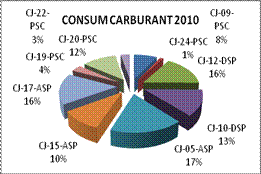 CONSUM CARBURANT 2010
CJ-22-
PSC
3%
CJ-20-PSC
12%
CJ-19-PSC
4%
CJ-17-ASP
16%
CJ-15-ASP
10%
CJ-09-
PSC
8%
CJ-24-PSC
1%
CJ-12-DSP
16%
CJ-10-DSP
13%
CJ-05-ASP
17%